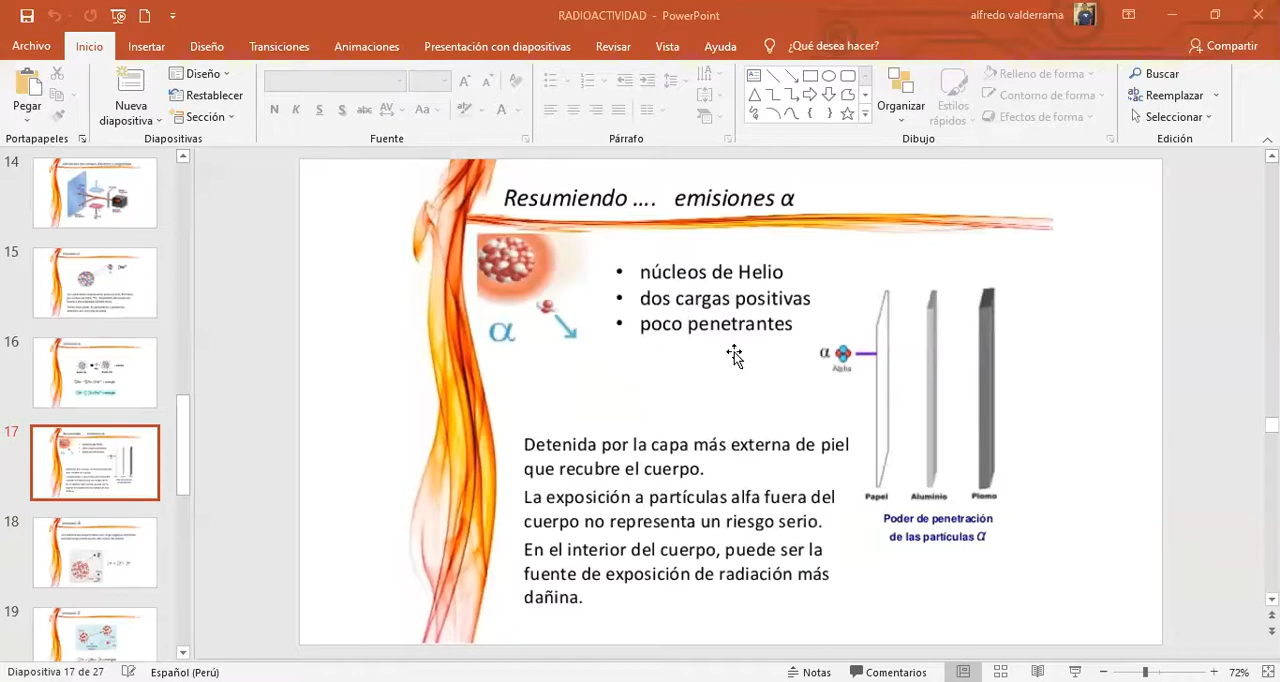 RADIOACTIVIDAD - PowerPoint
alfredo valderrama
Archivo Inicio Insertar Diseño Transiciones Animaciones Presentación con diapositivas Revisar Vista Ayuda ¿Qué desea hacer? Compartir
Pegar
Nueva diapositiva
Diseño
Restablecer
Sección
N K S S abc AV Aa A
Organizar
Estilos rápidos
Relleno de forma
Contorno de forma
Efectos de forma
Buscar
Reemplazar
Seleccionar
Portapapeles Diapositivas Fuente Párrafo Dibujo Edición
14
15
16
17
18
19
Resumiendo .... emisiones α
• núcleos de Helio
• dos cargas positivas
• poco penetrantes
α
α
Alpha
Detenida por la capa más externa de piel
que recubre el cuerpo.
La exposición a partículas alfa fuera del
cuerpo no representa un riesgo serio.
En el interior del cuerpo, puede ser la
fuente de exposición de radiación más
dañina.
Papel Aluminio Plomo
Poder de penetración
de las partículas α
Diapositiva 17 de 27 Español (Perú) Notas Comentarios 72%